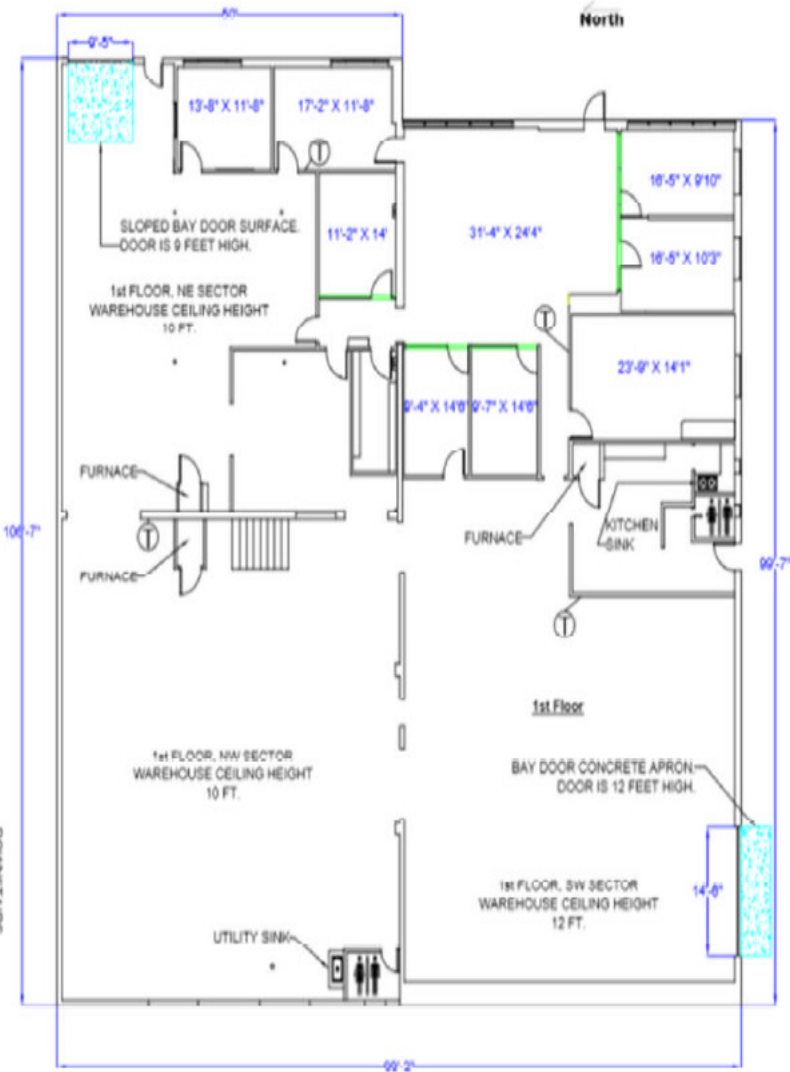 North
50'
9'-5"
13'-8" X 11'-8"
17'-2" X 11'-8"
T
11'-2" X 14'
31'-4" X 24'4"
16'-5" X 9'10"
16'-5" X 10'3"
SLOPED BAY DOOR SURFACE.
DOOR IS 9 FEET HIGH.
1st FLOOR, NE SECTOR
WAREHOUSE CEILING HEIGHT
10 FT.
T
23'-9" X 14'1"
9'-4" X 14'6"
9'-7" X 14'6"
FURNACE
106'-7"
T
FURNACE
FURNACE
KITCHEN
SINK
99'-7"
T
1st Floor
1st FLOOR, NW SECTOR
WAREHOUSE CEILING HEIGHT
10 FT.
BAY DOOR CONCRETE APRON.
DOOR IS 12 FEET HIGH.
1st FLOOR, SW SECTOR
WAREHOUSE CEILING HEIGHT
12 FT.
14'-6"
UTILITY SINK
99'-2"